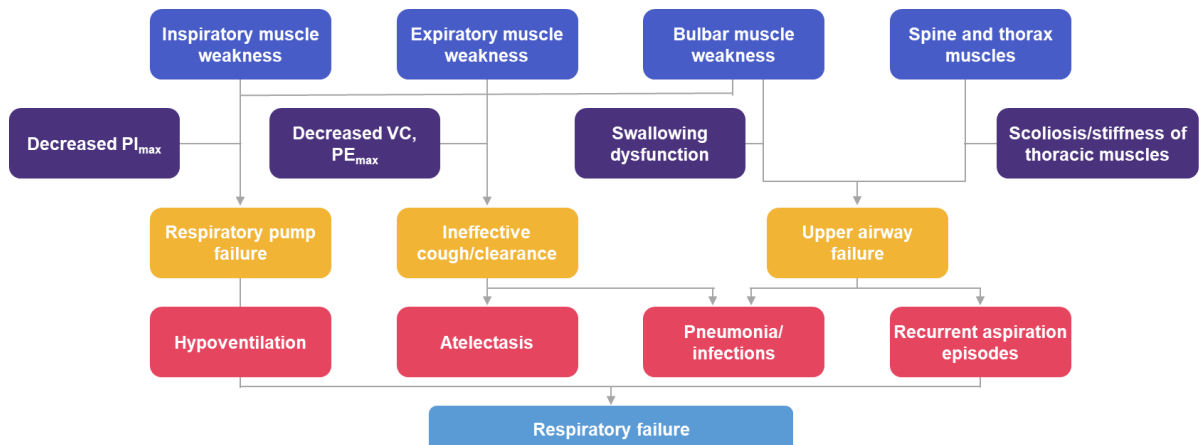 Inspiratory muscle
weakness
Expiratory muscle
weakness
Bulbar muscle
weakness
Spine and thorax
muscles
Decreased PImax
Decreased VC,
PEmax
Swallowing
dysfunction
Scoliosis/stiffness of
thoracic muscles
Respiratory pump
failure
Ineffective
cough/clearance
Upper airway
failure
Hypoventilation
Atelectasis
Pneumonia/
infections
Recurrent aspiration
episodes
Respiratory failure